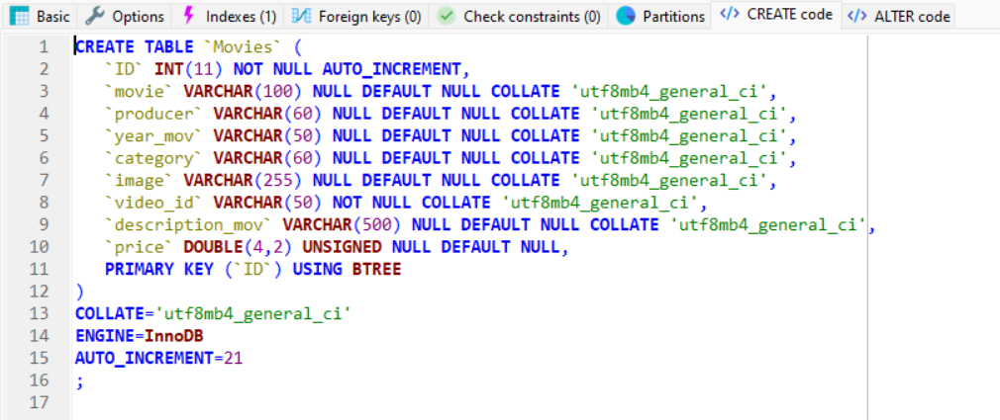 Basic Options Indexes (1) Foreign keys (0) Check constraints (0) Partitions CREATE code ALTER code
1 CREATE TABLE `Movies` (
2 `ID` INT(11) NOT NULL AUTO_INCREMENT,
3 `movie` VARCHAR(100) NULL DEFAULT NULL COLLATE 'utf8mb4_general_ci',
4 `producer` VARCHAR(60) NULL DEFAULT NULL COLLATE 'utf8mb4_general_ci',
5 `year_mov` VARCHAR(50) NULL DEFAULT NULL COLLATE 'utf8mb4_general_ci',
6 `category` VARCHAR(60) NULL DEFAULT NULL COLLATE 'utf8mb4_general_ci',
7 `image` VARCHAR(255) NULL DEFAULT NULL COLLATE 'utf8mb4_general_ci',
8 `video_id` VARCHAR(50) NOT NULL COLLATE 'utf8mb4_general_ci',
9 `description_mov` VARCHAR(500) NULL DEFAULT NULL COLLATE 'utf8mb4_general_ci',
10 `price` DOUBLE(4,2) UNSIGNED NULL DEFAULT NULL,
11 PRIMARY KEY (`ID`) USING BTREE
12 )
13 COLLATE='utf8mb4_general_ci'
14 ENGINE=InnoDB
15 AUTO_INCREMENT=21
16 ;
17